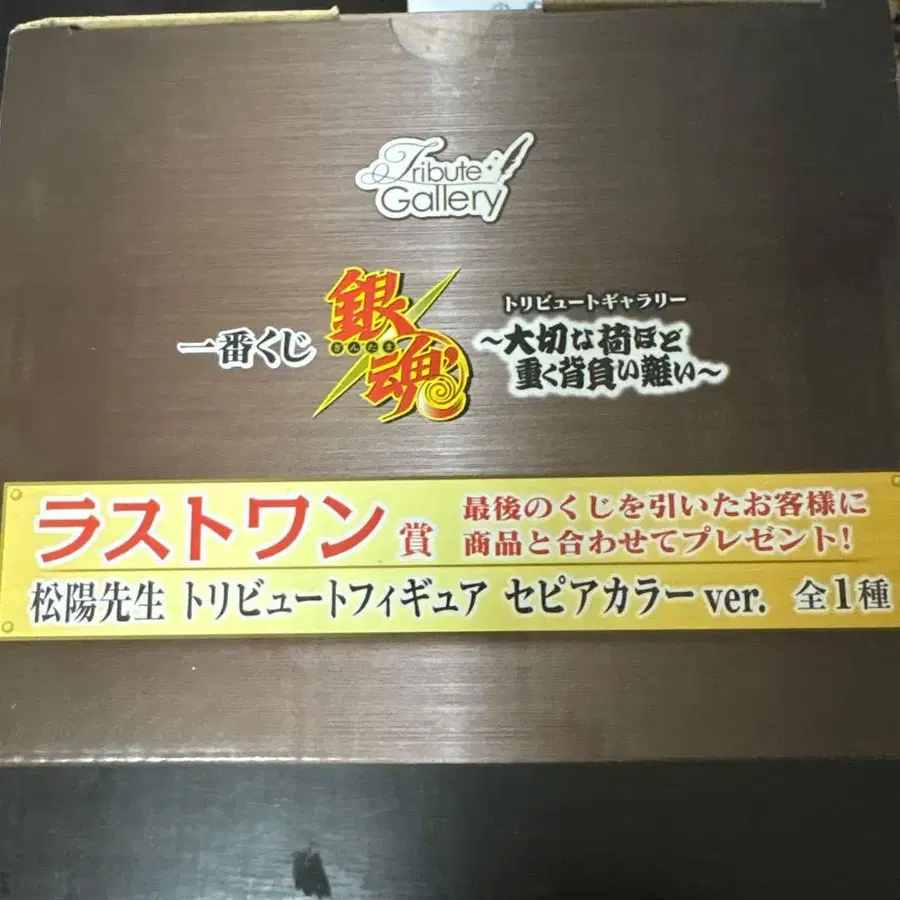 Tribute
Gallery
一番くじ
銀魂
ぎんたま
トリビュートギャラリー
～大切な荷ほど
重く背負い難い～
ラストワン賞
最後のくじを引いたお客様に
商品と合わせてプレゼント!
松陽先生 トリビュートフィギュア セピアカラーver. 全1種